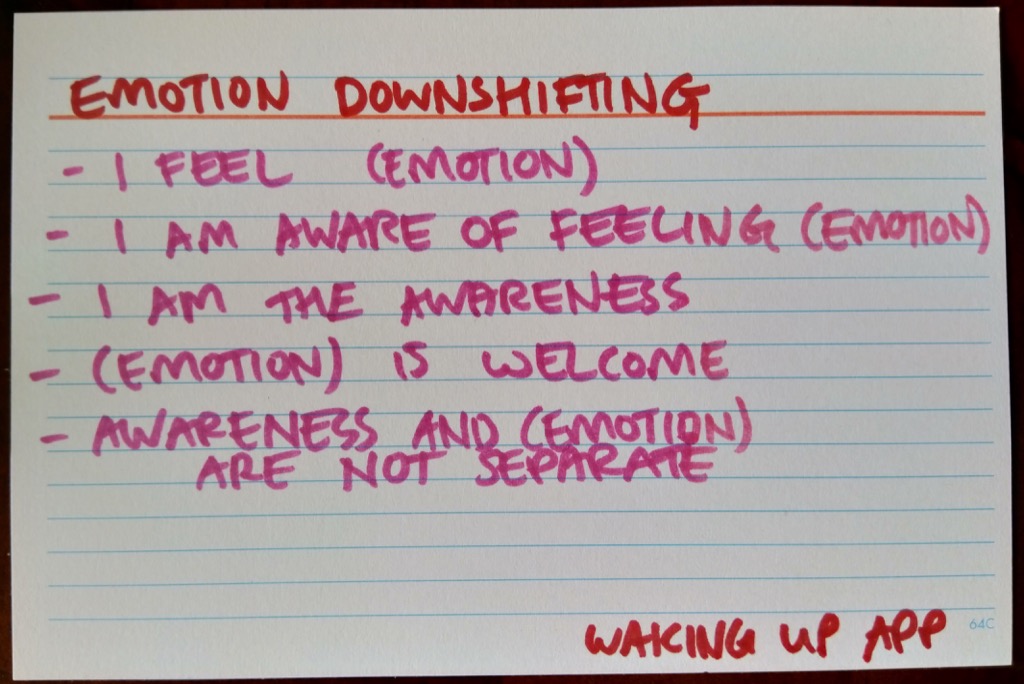 EMOTION DOWNSHIFTING
- I FEEL (EMOTION)
- I AM AWARE OF FEELING (EMOTION)
- I AM THE AWARENESS
- (EMOTION) IS WELCOME
- AWARENESS AND (EMOTION)
ARE NOT SEPARATE
WAKING UP APP
64C